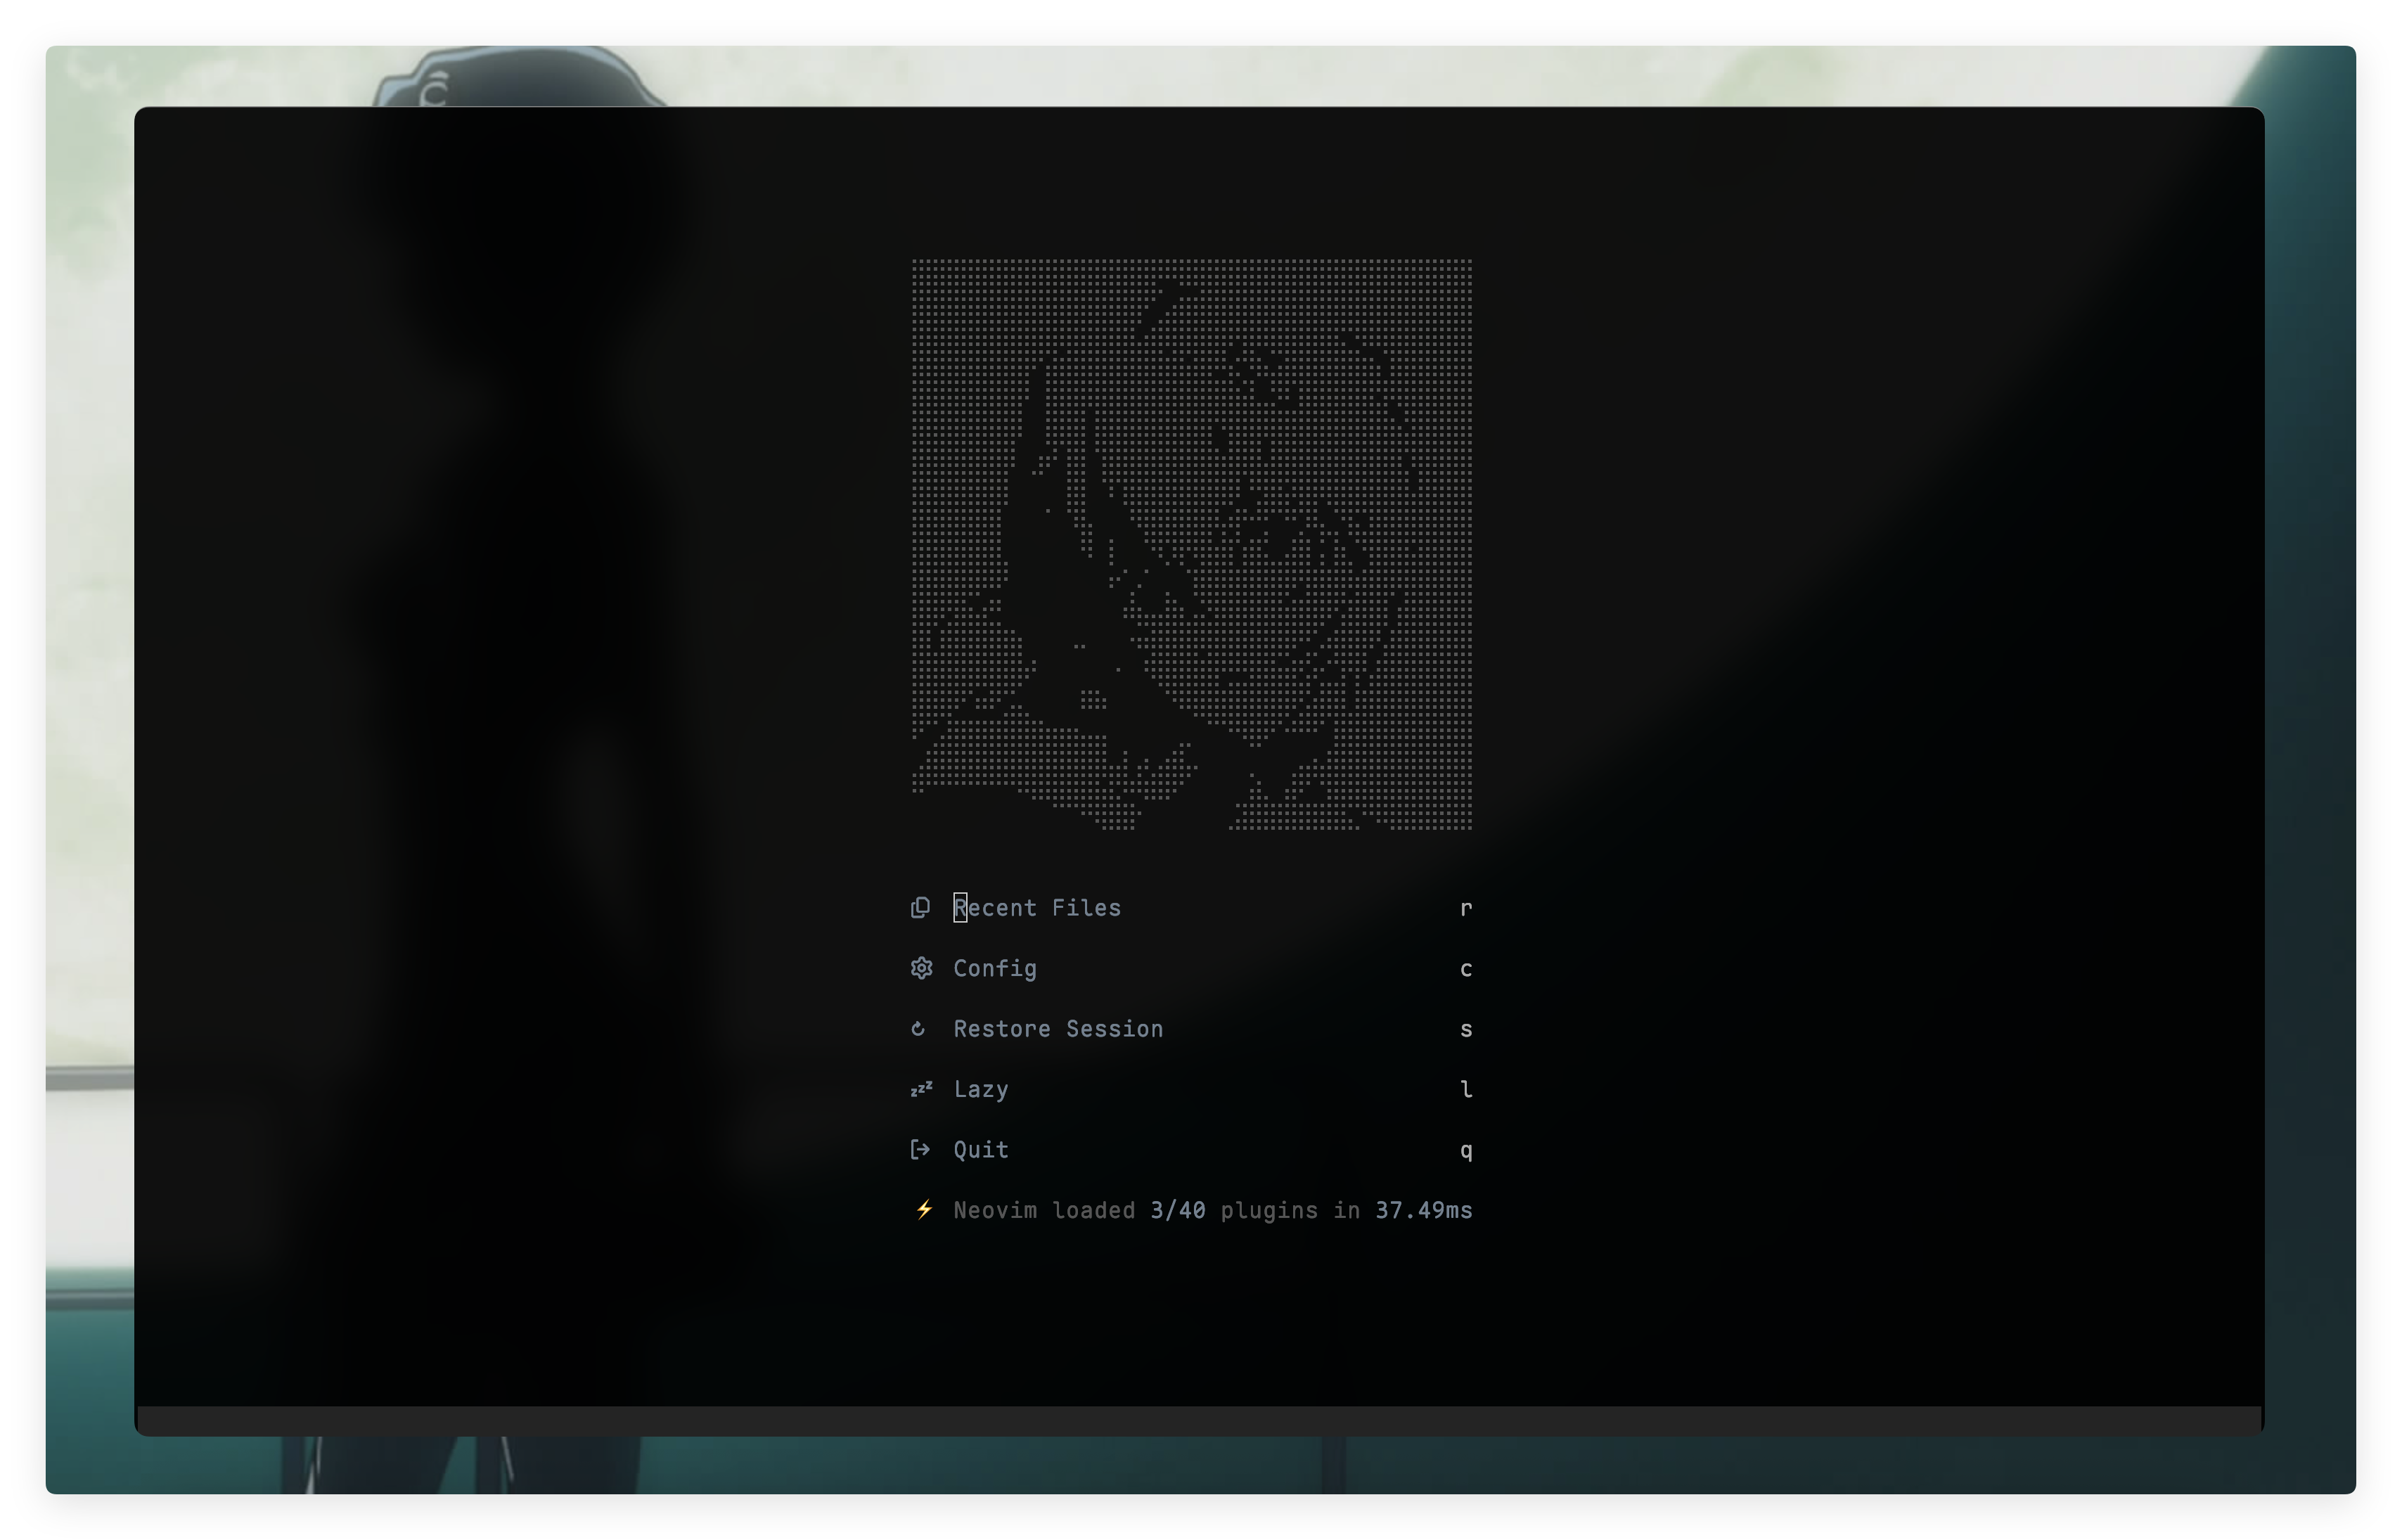 Recent Files r
Config c
Restore Session s
Lazy l
Quit q
⚡ Neovim loaded 3/40 plugins in 37.49ms